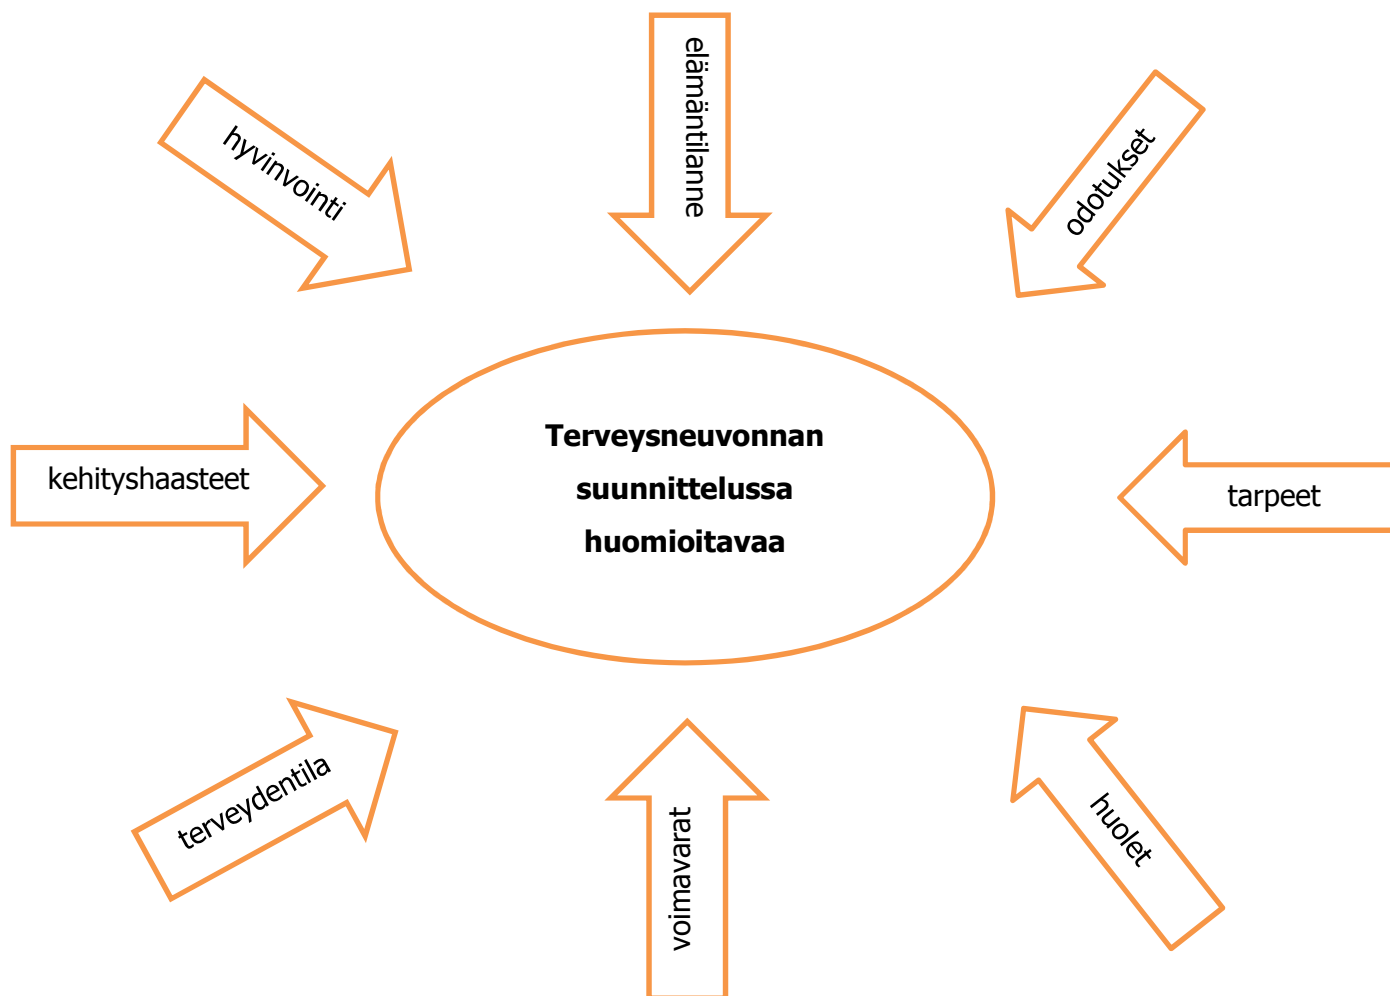 elämäntilanne
hyvinvointi
odotukset
Terveysneuvonnan
suunnittelussa
huomioitavaa
kehityshaasteet
tarpeet
terveydentila
voimavarat
huolet